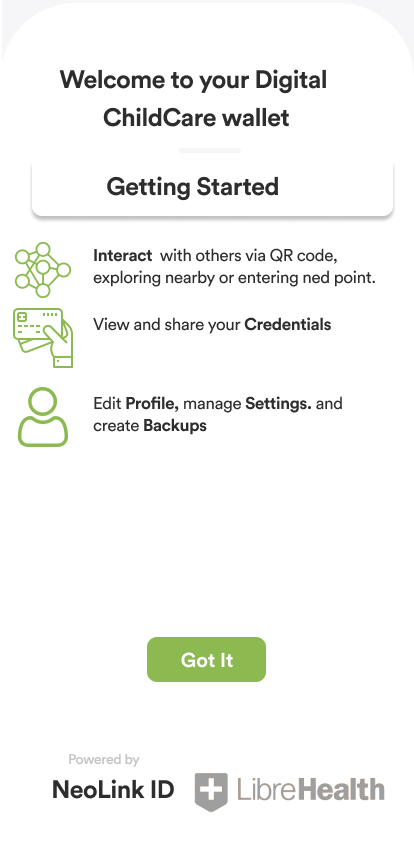 Welcome to your Digital
ChildCare wallet
Getting Started
Interact with others via QR code,
exploring nearby or entering ned point.
View and share your Credentials
Edit Profile, manage Settings. and
create Backups
Got It
Powered by
NeoLink ID LibreHealth